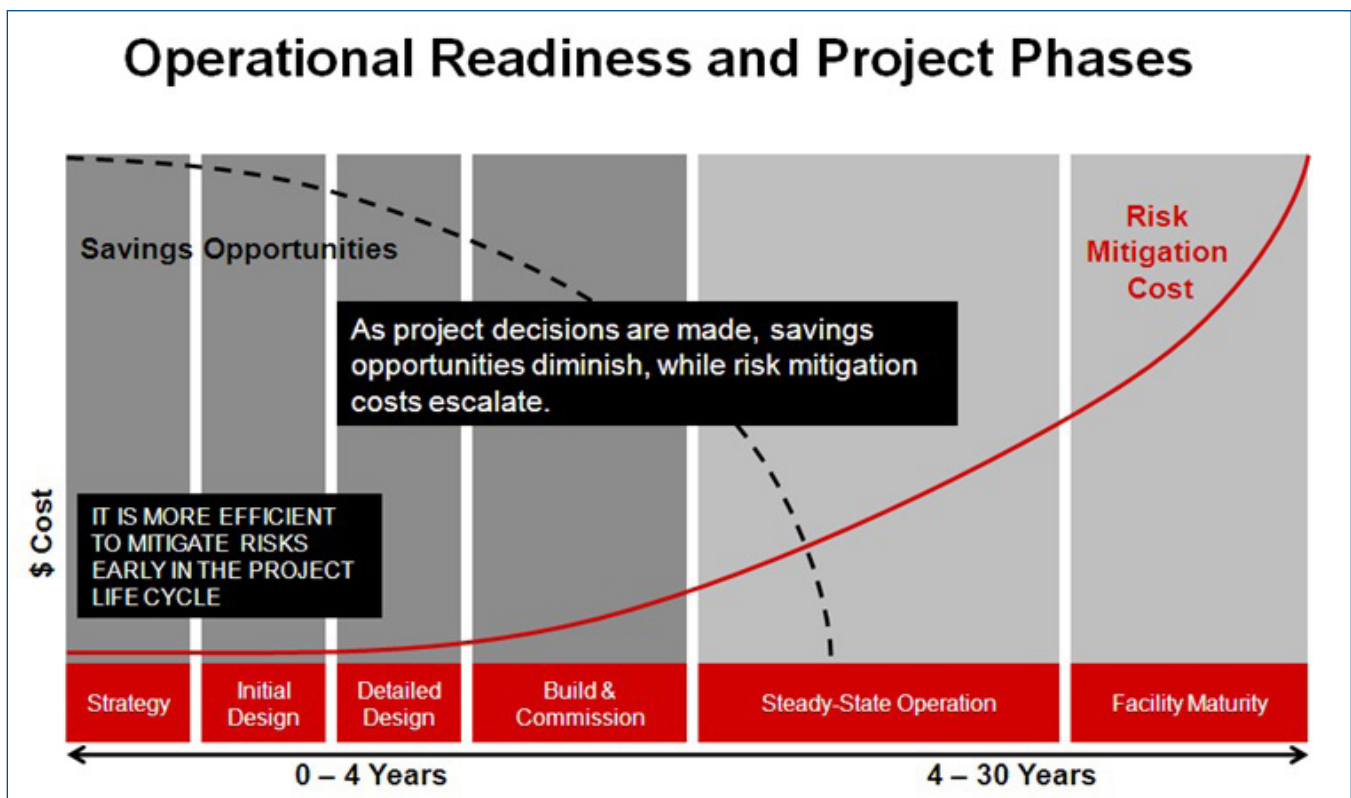 Operational Readiness and Project Phases
Savings Opportunities
Risk
Mitigation
Cost
As project decisions are made, savings
opportunities diminish, while risk mitigation
costs escalate.
$ Cost
IT IS MORE EFFICIENT
TO MITIGATE RISKS
EARLY IN THE PROJECT
LIFE CYCLE
Strategy
Initial
Design
Detailed
Design
Build &
Commission
Steady-State Operation
Facility Maturity
0 – 4 Years
4 – 30 Years